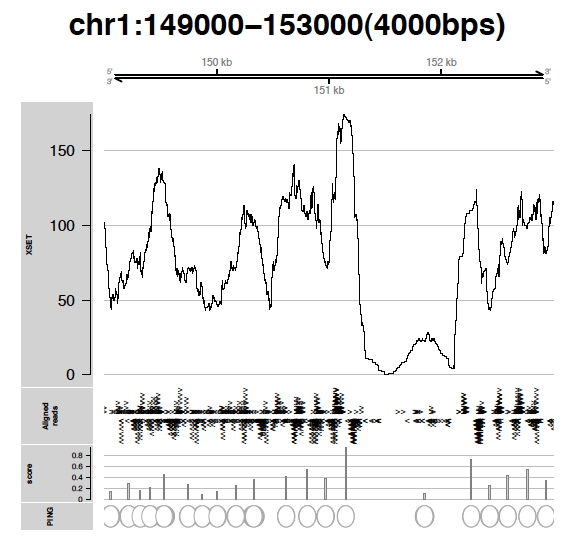 chr1:149000−153000(4000bps)
150 kb
152 kb
5'
3'
3'
5'
151 kb
XSET
150
100
50
0
Aligned
reads
score
0.8
0.6
0.4
0.2
0
PING